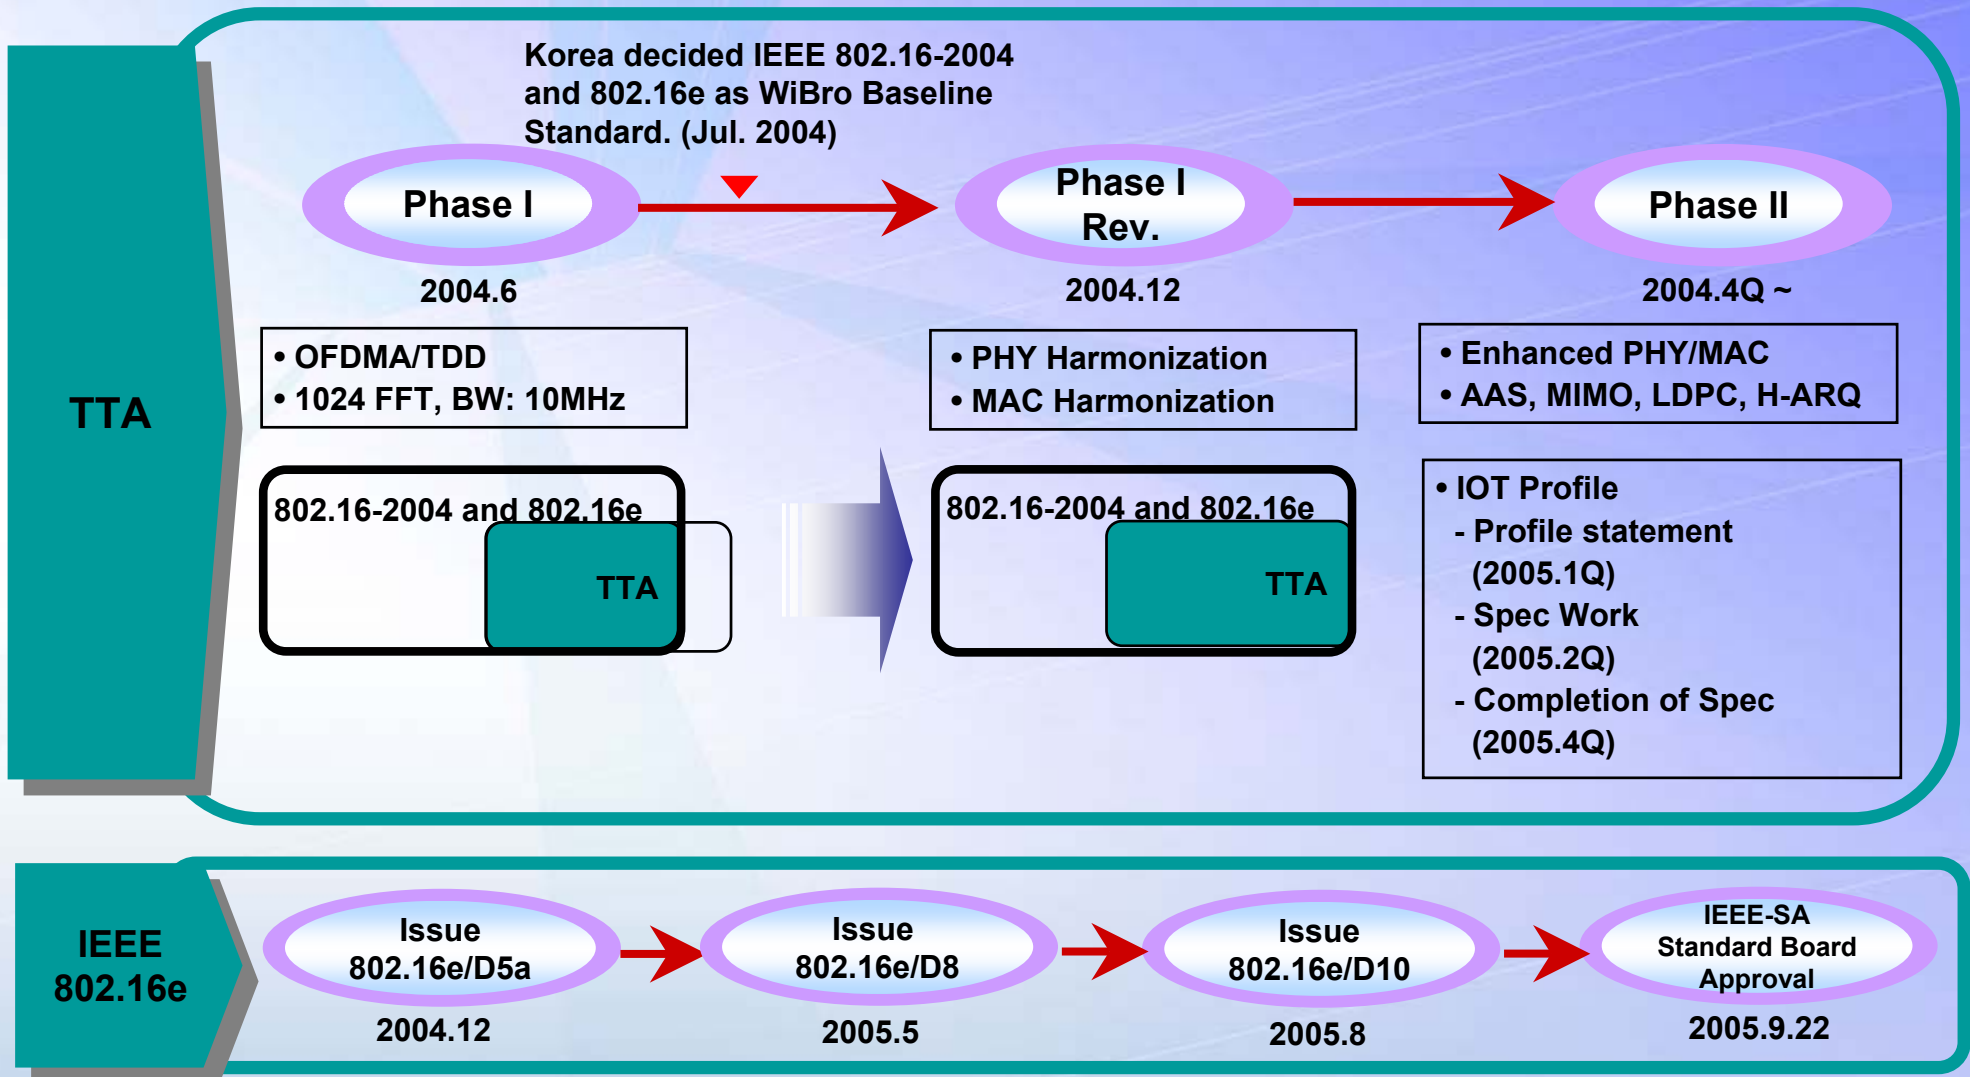 TTA
Korea decided IEEE 802.16-2004
and 802.16e as WiBro Baseline
Standard. (Jul. 2004)
Phase I
2004.6
• OFDMA/TDD
• 1024 FFT, BW: 10MHz
802.16-2004 and 802.16e
TTA
Phase I
Rev.
2004.12
• PHY Harmonization
• MAC Harmonization
802.16-2004 and 802.16e
TTA
Phase II
2004.4Q ~
• Enhanced PHY/MAC
• AAS, MIMO, LDPC, H-ARQ
• IOT Profile
- Profile statement
(2005.1Q)
- Spec Work
(2005.2Q)
- Completion of Spec
(2005.4Q)
IEEE
802.16e
Issue
802.16e/D5a
2004.12
Issue
802.16e/D8
2005.5
Issue
802.16e/D10
2005.8
IEEE-SA
Standard Board
Approval
2005.9.22